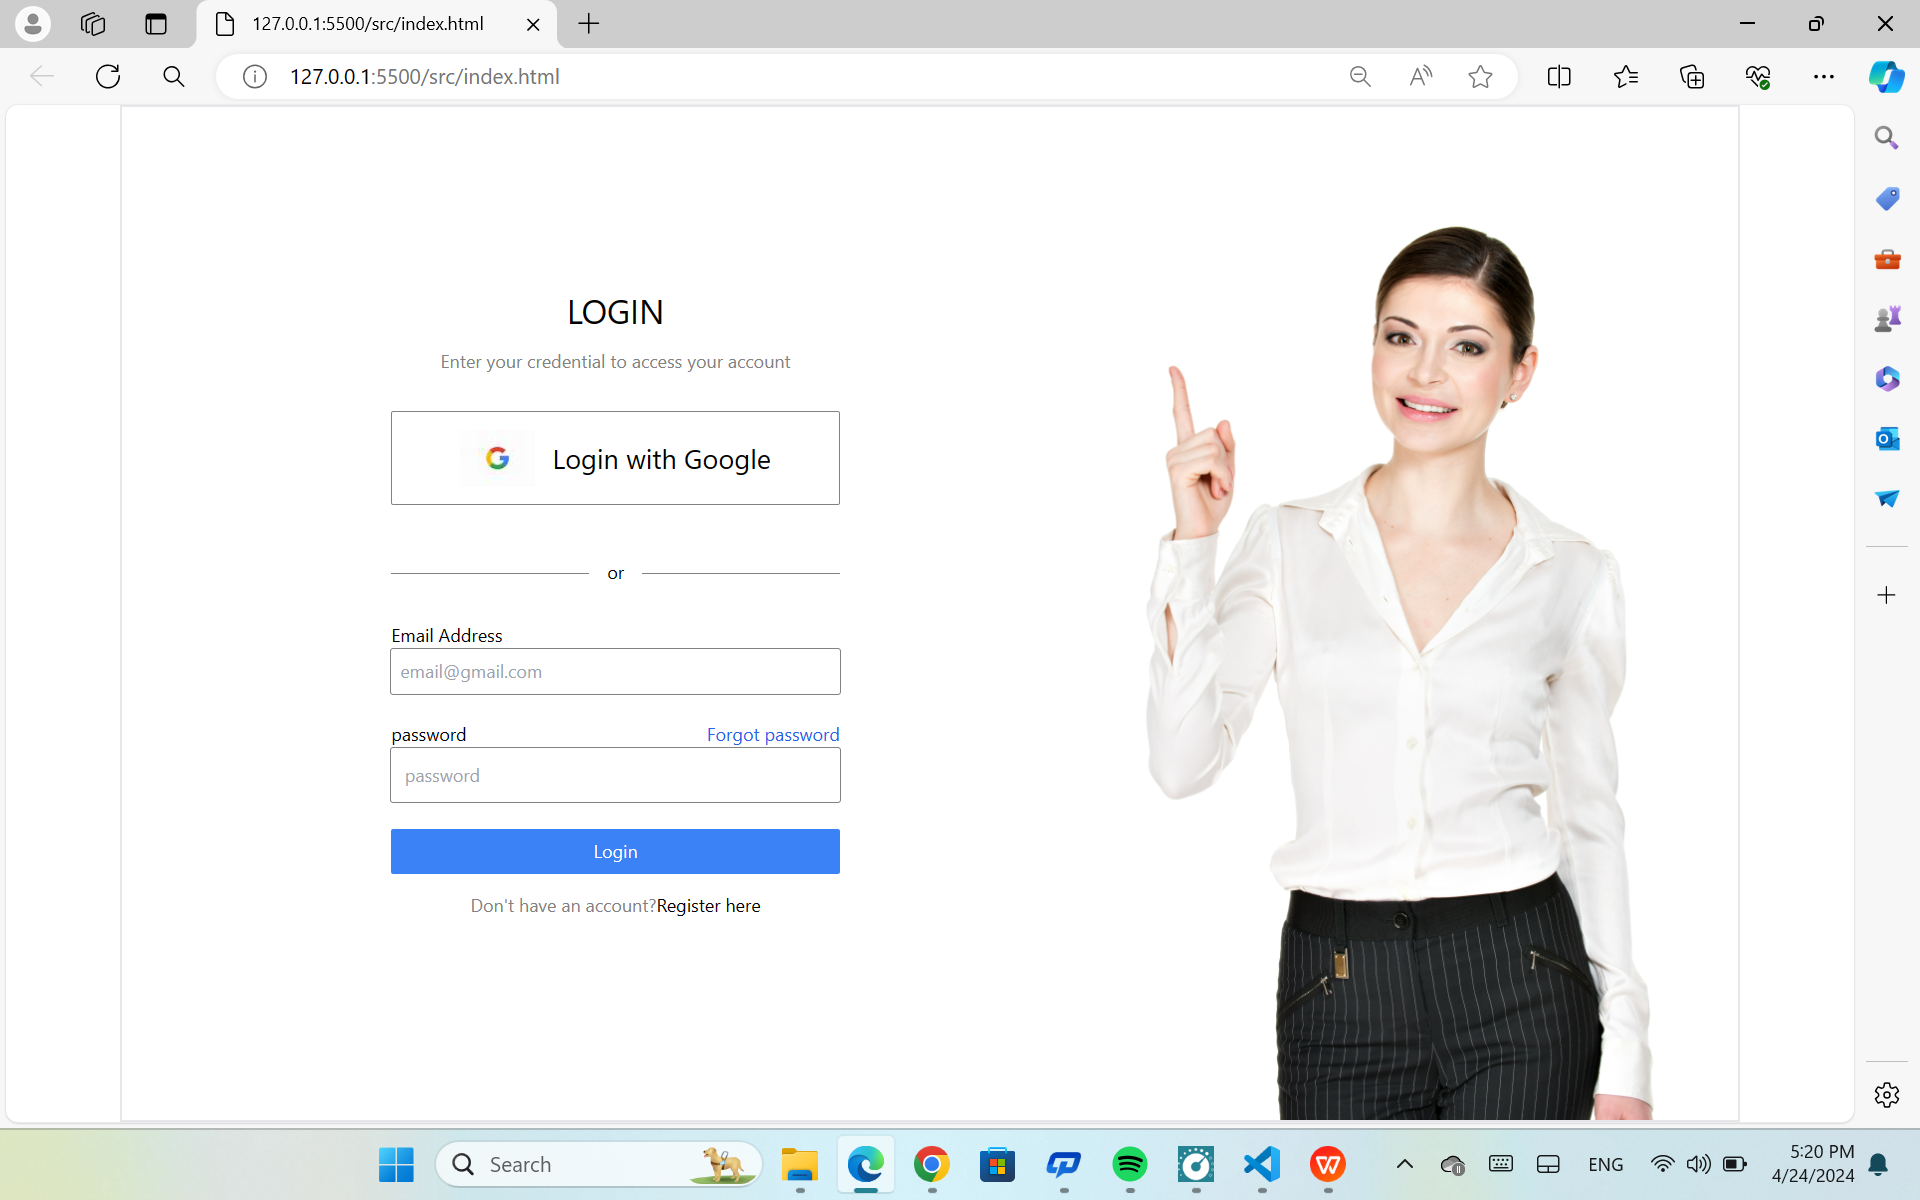 127.0.0.1:5500/src/index.html
127.0.0.1:5500/src/index.html
LOGIN
Enter your credential to access your account
Login with Google
or
Email Address
email@gmail.com
password Forgot password
password
Login
Don't have an account?Register here
Search
ENG
5:20 PM
4/24/2024